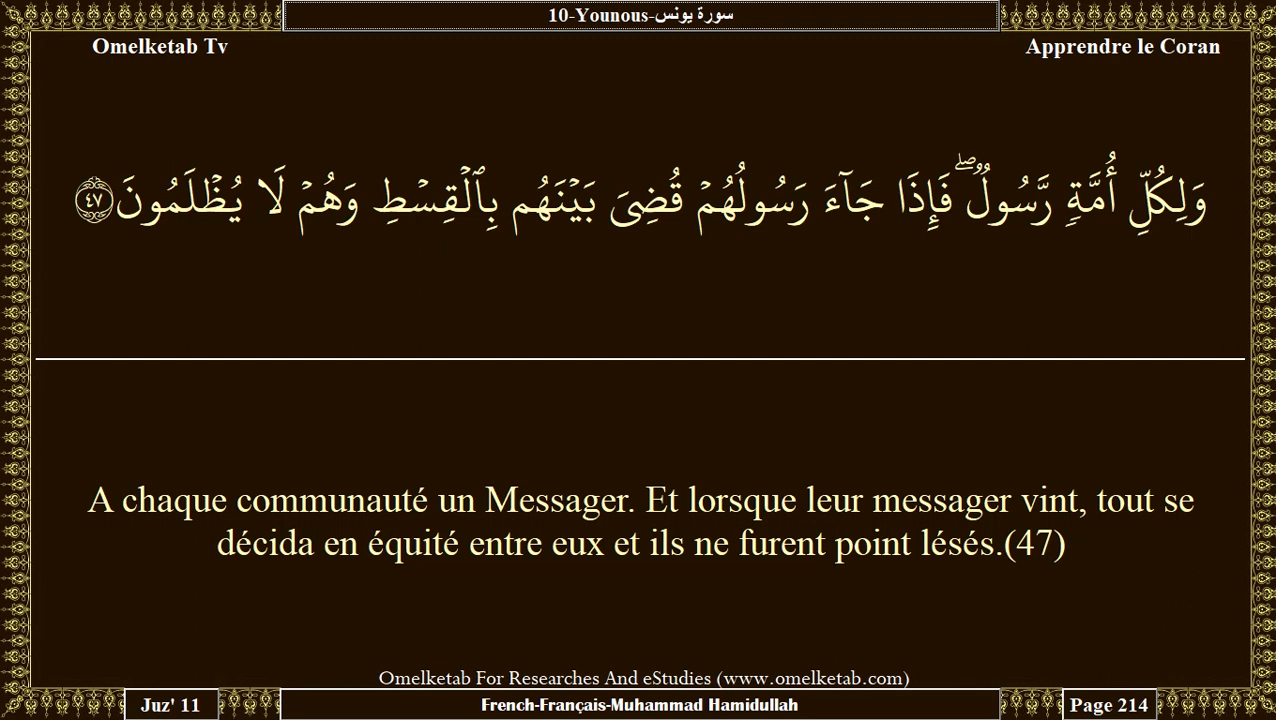 10-Younous-سورة يونس
Omelketab Tv
Apprendre le Coran
وَلِكُلِّ أُمَّةٖ رَّسُولٞۖ فَإِذَا جَآءَ رَسُولُهُمۡ قُضِيَ بَيۡنَهُم بِٱلۡقِسۡطِ وَهُمۡ لَا يُظۡلَمُونَ ٤٧
A chaque communauté un Messager. Et lorsque leur messager vint, tout se
décida en équité entre eux et ils ne furent point lésés.(47)
Omelketab For Researches And eStudies (www.omelketab.com)
Juz' 11
French-Français-Muhammad Hamidullah
Page 214